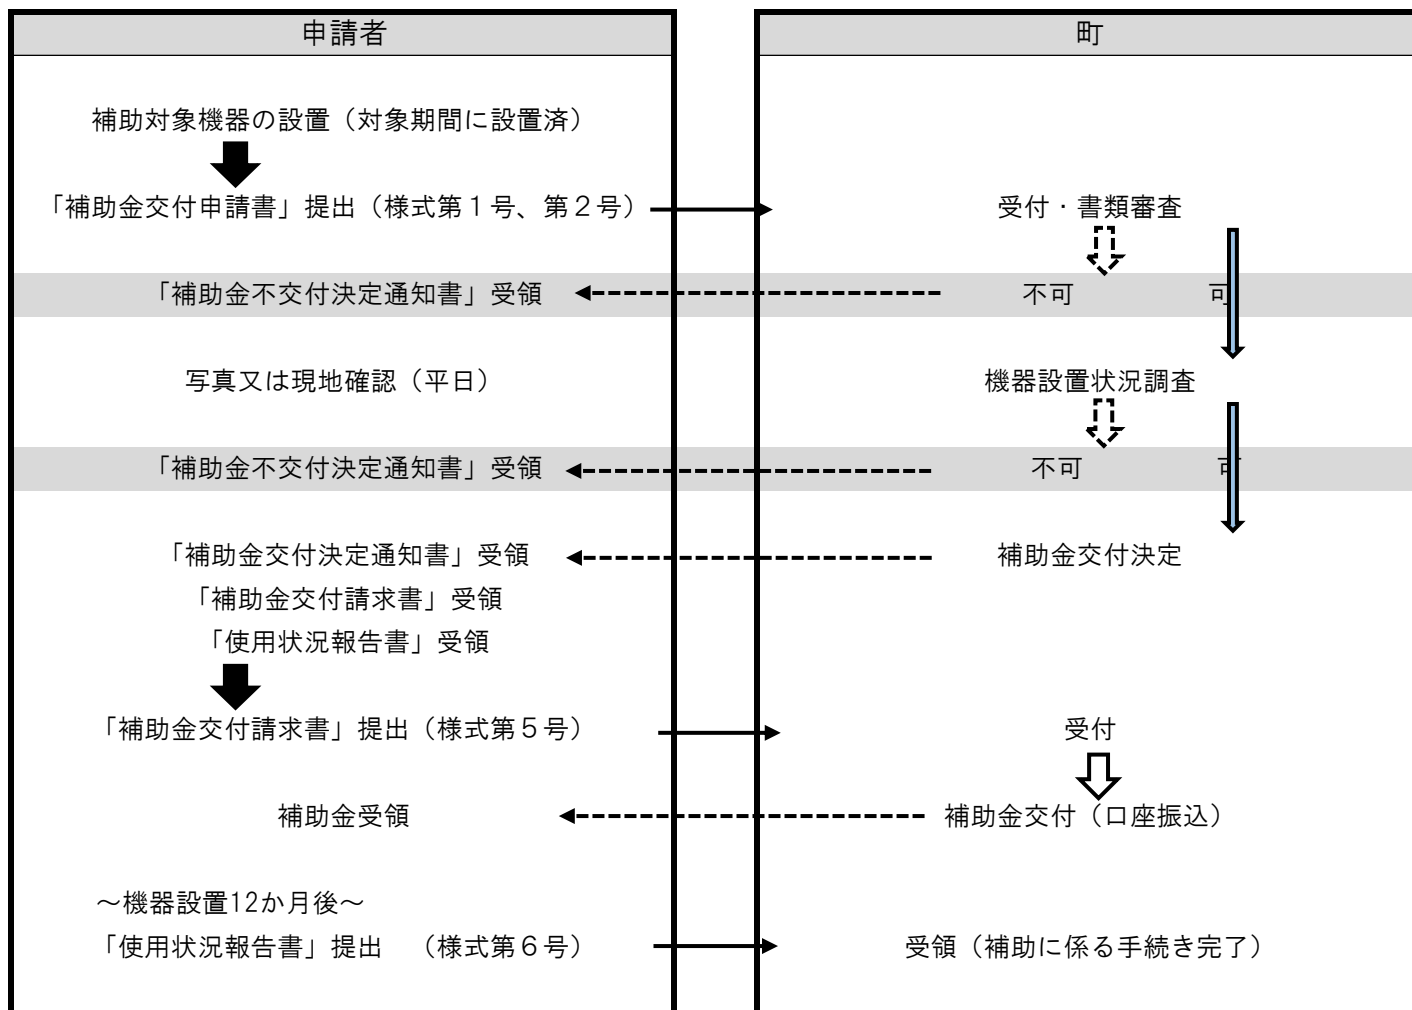 申請者
町
補助対象機器の設置（対象期間に設置済）
「補助金交付申請書」提出（様式第１号、第２号）
受付・書類審査
「補助金不交付決定通知書」受領
不可
可
写真又は現地確認（平日）
機器設置状況調査
「補助金不交付決定通知書」受領
不可
可
「補助金交付決定通知書」受領
補助金交付決定
「補助金交付請求書」受領
「使用状況報告書」受領
「補助金交付請求書」提出（様式第５号）
受付
補助金受領
補助金交付（口座振込）
～機器設置12か月後～
「使用状況報告書」提出　（様式第６号）
受領（補助に係る手続き完了）